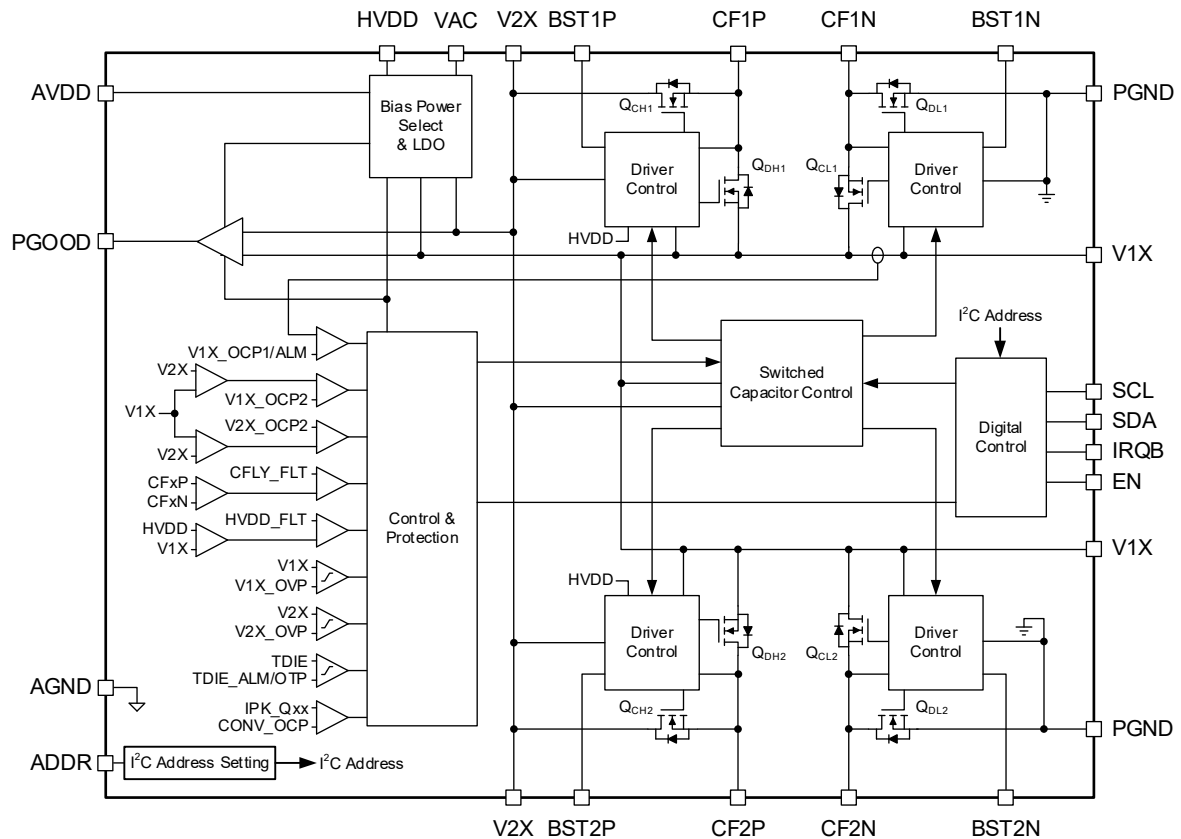 HVDD VAC V2X BST1P CF1P CF1N BST1N
AVDD
Bias Power
Select
& LDO
QCH1
QDL1
PGND
Driver
Control
QDH1
QCL1
Driver
Control
PGOOD
HVDD
V1X
I2C Address
V1X_OCP1/ALM
V2X
V1X
V1X_OCP2
V2X_OCP2
V2X
CFxP
CFxN
CFLY_FLT
HVDD
V1X
HVDD_FLT
V1X
V1X_OVP
V2X
V2X_OVP
TDIE
TDIE_ALM/OTP
IPK_Qxx
CONV_OCP
Control &
Protection
Switched
Capacitor Control
Digital
Control
SCL
SDA
IRQB
EN
V1X
HVDD
Driver
Control
QDH2
QCL2
Driver
Control
QCH2
QDL2
PGND
AGND
ADDR
I2C Address Setting
I2C Address
V2X BST2P CF2P CF2N BST2N